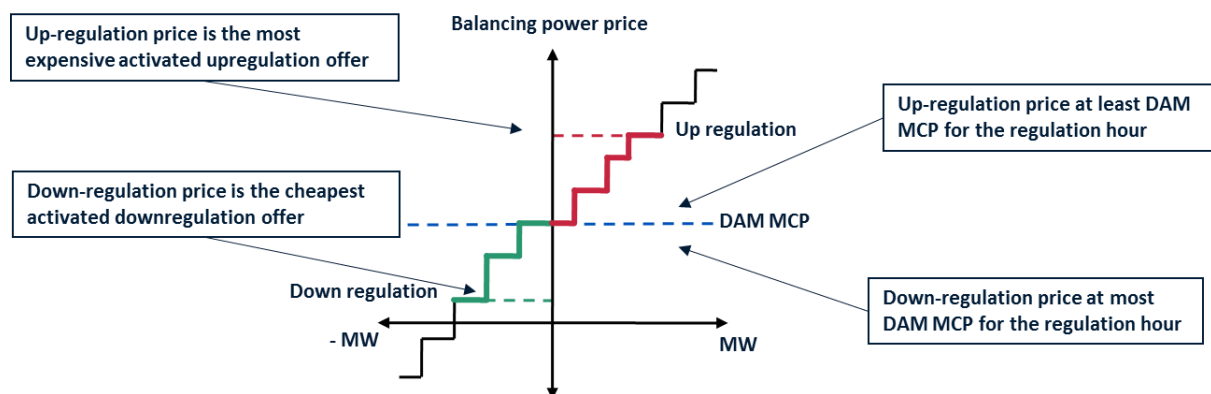 Balancing power price
Up-regulation price is the most
expensive activated upregulation offer
Up-regulation price at least DAM
MCP for the regulation hour
Up regulation
Down-regulation price is the cheapest
activated downregulation offer
DAM MCP
Down regulation
Down-regulation price at most
DAM MCP for the regulation hour
- MW
MW